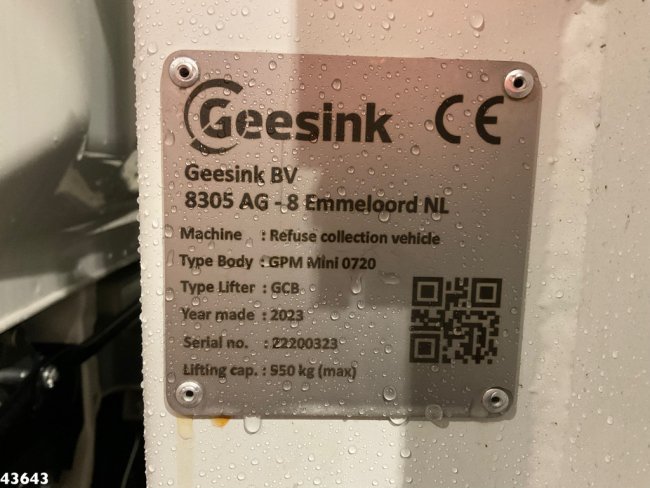 Geesink CE
Geesink BV
8305 AG - 8 Emmeloord NL
Machine : Refuse collection vehicle
Type Body : GPM Mini 0720
Type Lifter : GCB
Year made : 2023
Serial no. : 22200323
Lifting cap. : 550 kg (max)
43643